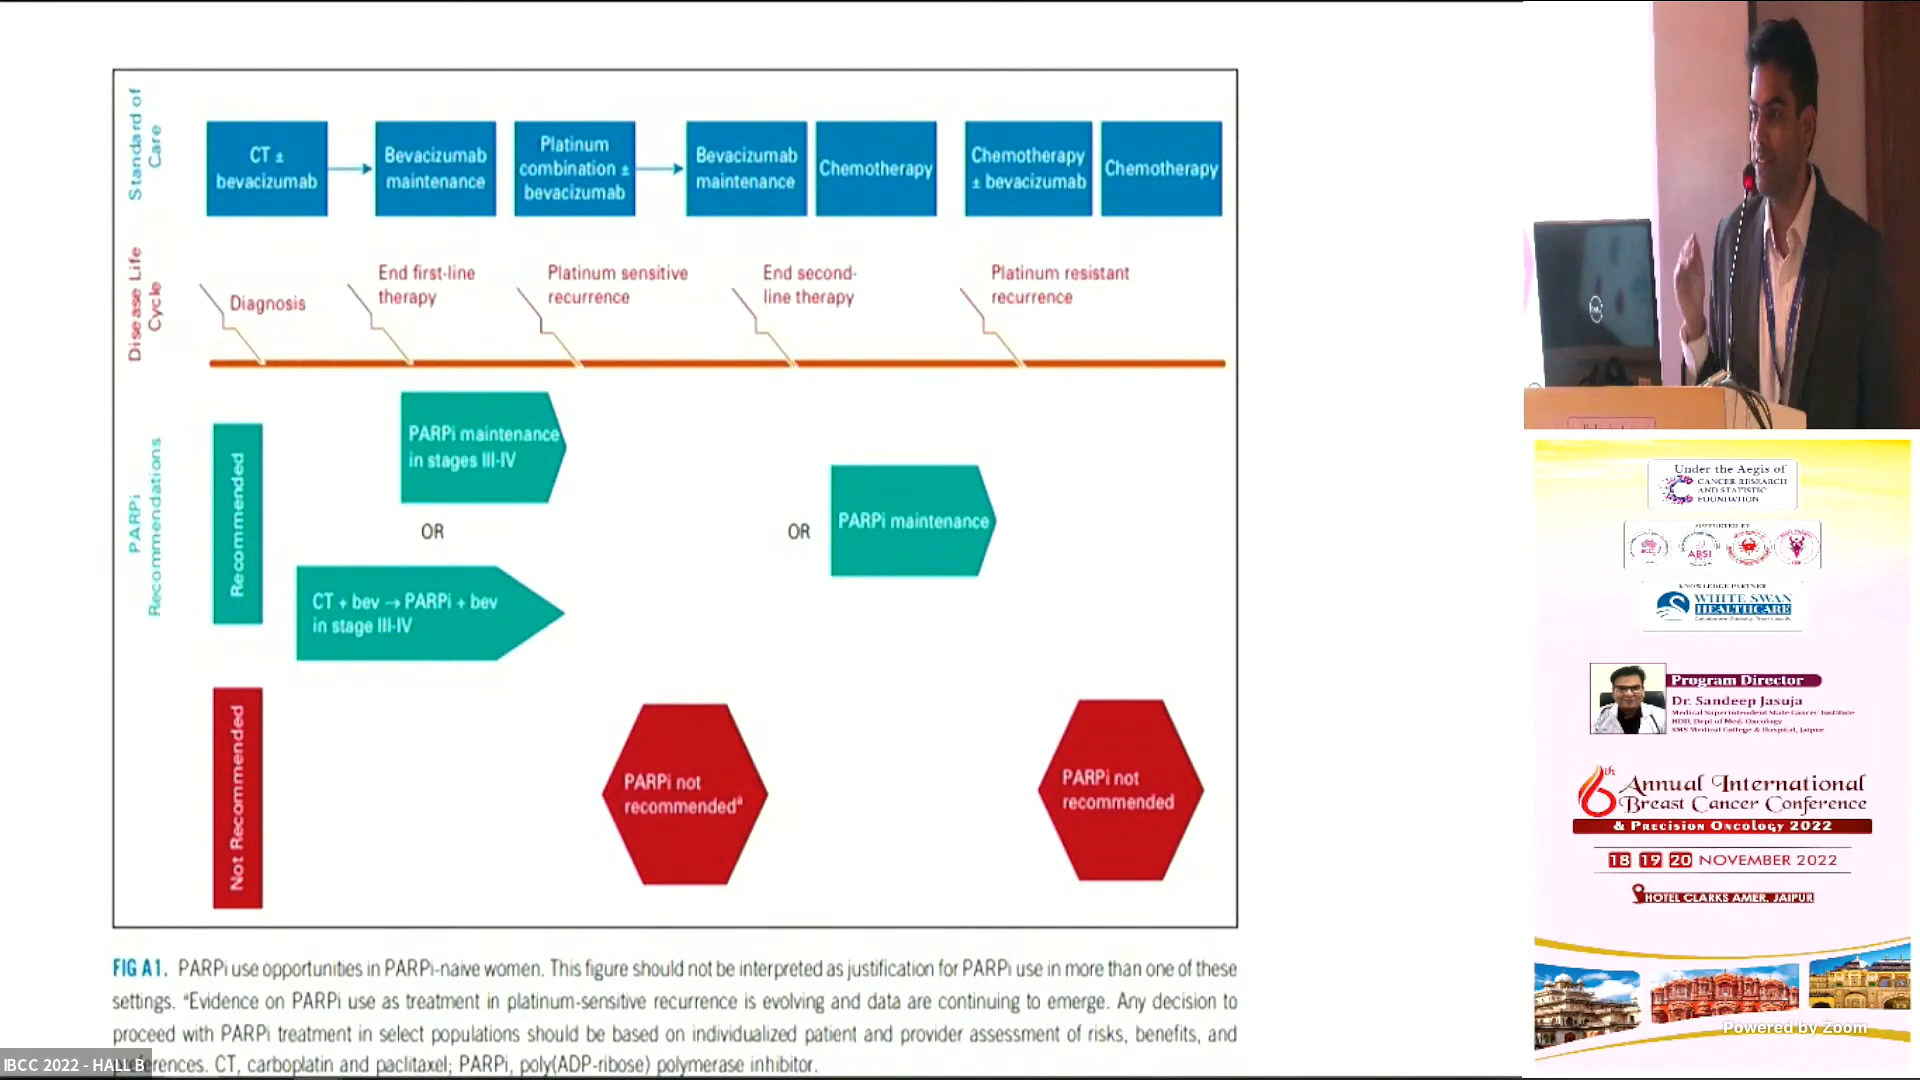 Standard of
Care
CT ±
bevacizumab
Bevacizumab
maintenance
Platinum
combination ±
bevacizumab
Bevacizumab
maintenance
Chemotherapy
Chemotherapy
± bevacizumab
Chemotherapy
Disease Life
Cycle
Diagnosis
End first-line
therapy
Platinum sensitive
recurrence
End second-
line therapy
Platinum resistant
recurrence
PARPi
Recommendations
Recommended
PARPi maintenance
in stages III-IV
OR
CT + bev → PARPi + bev
in stage III-IV
OR
PARPi maintenance
Not Recommended
PARPi not
recommendedª
PARPi not
recommended
FIG A1. PARPi use opportunities in PARPi-naive women. This figure should not be interpreted as justification for PARPi use in more than one of these
settings. ªEvidence on PARPi use as treatment in platinum-sensitive recurrence is evolving and data are continuing to emerge. Any decision to
proceed with PARPi treatment in select populations should be based on individualized patient and provider assessment of risks, benefits, and
erences. CT, carboplatin and paclitaxel; PARPi, poly(ADP-ribose) polymerase inhibitor.
IBCC 2022 - HALL B
Under the Aegis of
CANCER RESEARCH
AND STATISTIC
FOUNDATION
SUPPORTED BY
ABSI
KNOWLEDGE PARTNER
WHITE SWAN
HEALTHCARE
Program Director
Dr. Sandeep Jasuja
Medical Superintendent State Cancer Institute
HOD, Dept of Med. Oncology
SMS Medical College & Hospital, Jaipur
6th Annual International
Breast Cancer Conference
& Precision Oncology 2022
18 19 20 NOVEMBER 2022
HOTEL CLARKS AMER, JAIPUR
Powered by Zoom